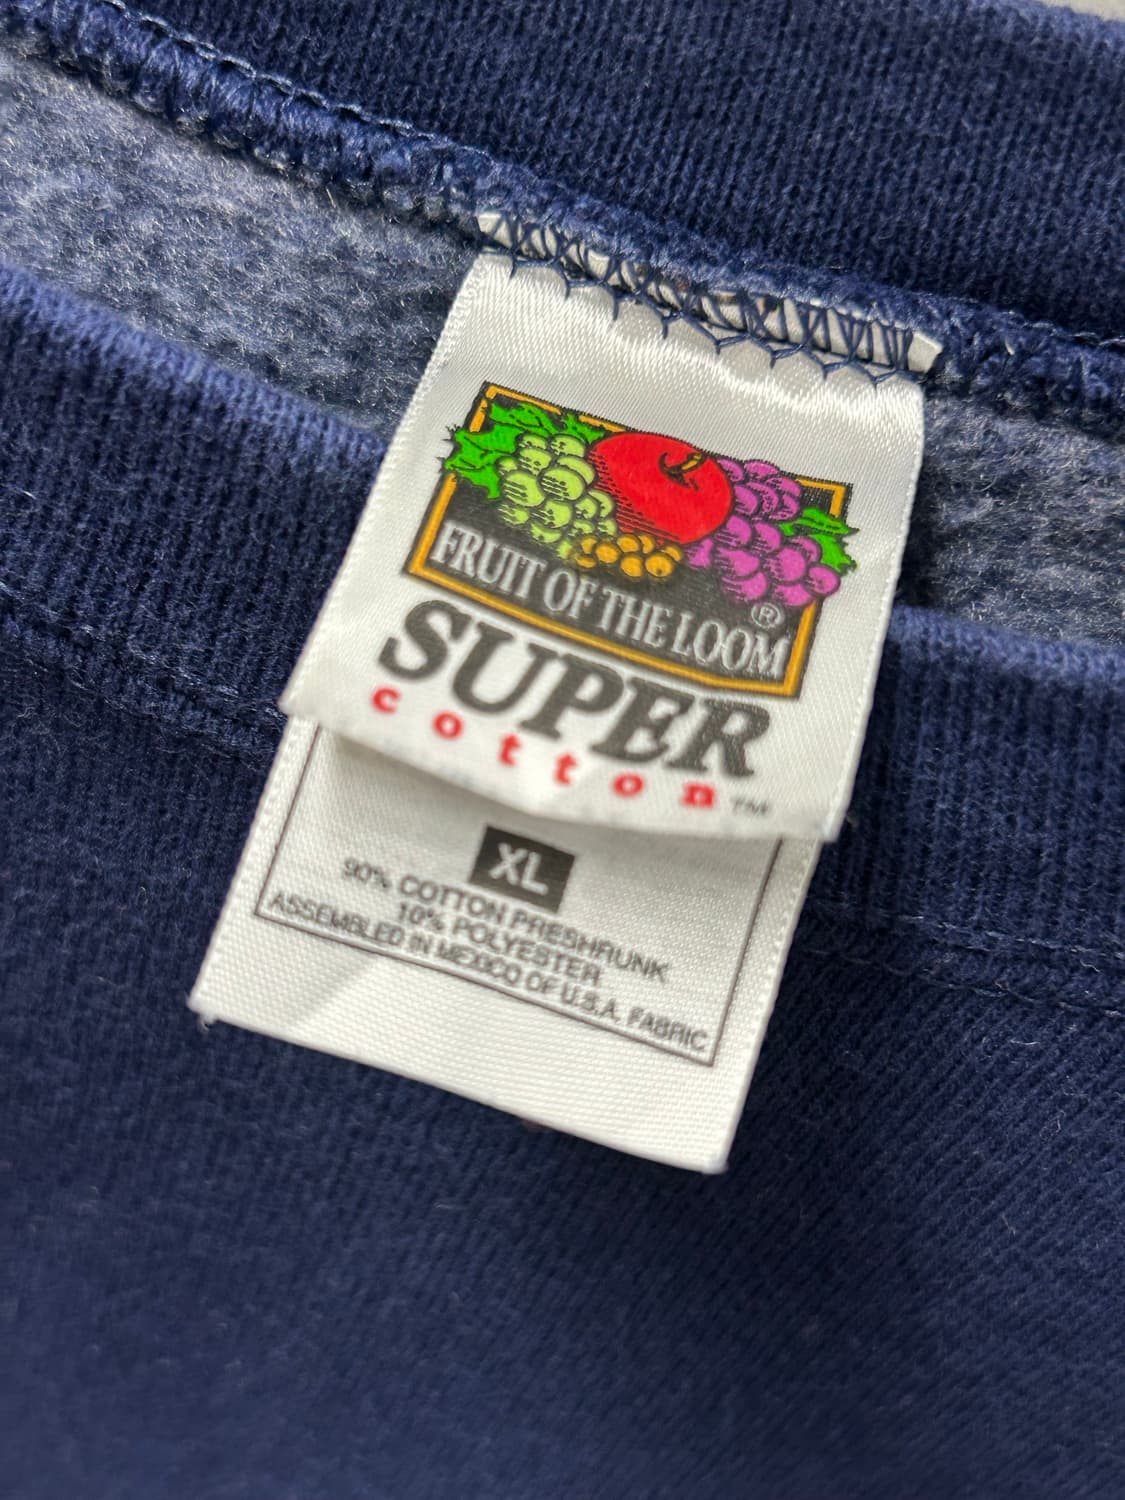 FRUIT OF THE LOOM
®
SUPER
cotton™
XL
90% COTTON PRESHRUNK
10% POLYESTER
ASSEMBLED IN MEXICO OF U.S.A. FABRIC